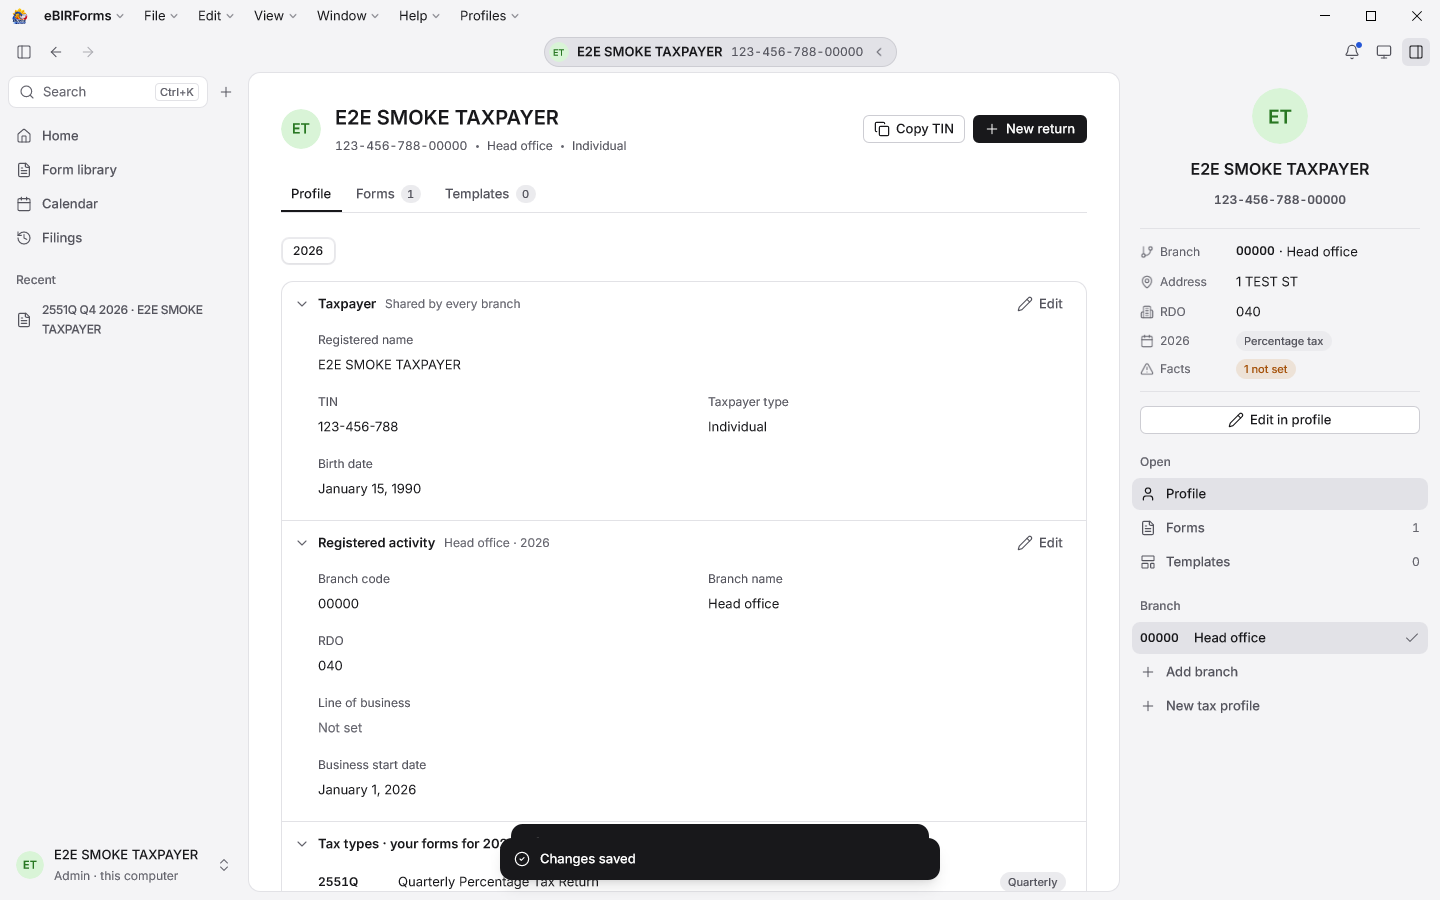 eBIRForms
File
Edit
View
Window
Help
Profiles
ET E2E SMOKE TAXPAYER 123-456-788-00000
Search Ctrl+K
Home
Form library
Calendar
Filings
Recent
2551Q Q4 2026 · E2E SMOKE
TAXPAYER
ET
E2E SMOKE TAXPAYER
Admin · this computer
ET
E2E SMOKE TAXPAYER
123-456-788-00000 • Head office • Individual
Copy TIN
New return
Profile
Forms 1
Templates 0
2026
Taxpayer Shared by every branch Edit
Registered name
E2E SMOKE TAXPAYER
TIN
123-456-788
Taxpayer type
Individual
Birth date
January 15, 1990
Registered activity Head office · 2026 Edit
Branch code
00000
Branch name
Head office
RDO
040
Line of business
Not set
Business start date
January 1, 2026
Tax types · your forms for 202
2551Q Quarterly Percentage Tax Return Quarterly
Changes saved
ET
E2E SMOKE TAXPAYER
123-456-788-00000
Branch 00000 · Head office
Address 1 TEST ST
RDO 040
2026 Percentage tax
Facts 1 not set
Edit in profile
Open
Profile
Forms 1
Templates 0
Branch
00000 Head office
Add branch
New tax profile